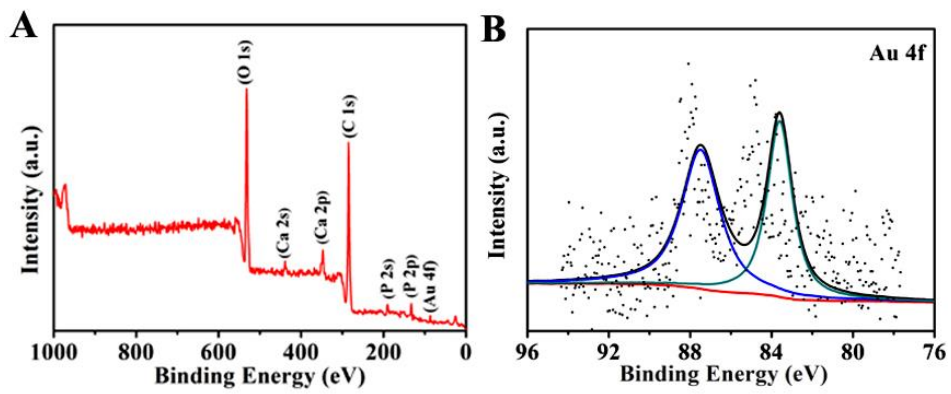 A
Intensity (a.u.)
(O 1s)
(Ca 2s)
(Ca 2p)
(C 1s)
(P 2s)
(P 2p)
(Au 4f)
1000 800 600 400 200 0
Binding Energy (eV)
B
Au 4f
Intensity (a.u.)
96 92 88 84 80 76
Binding Energy (eV)